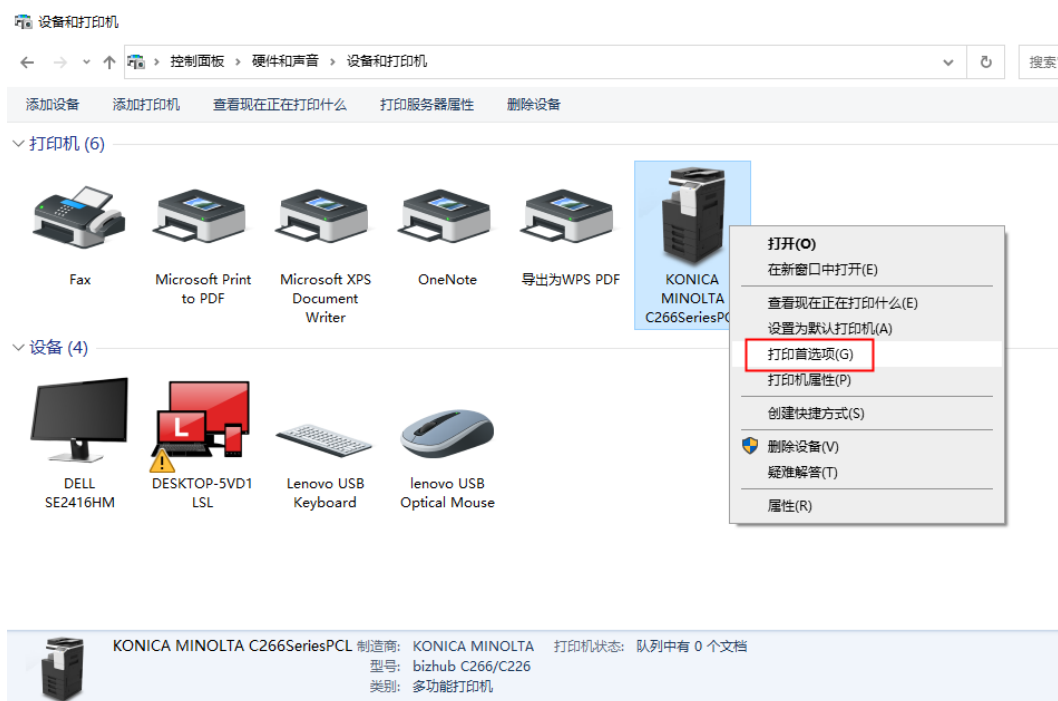 设备和打印机
控制面板 › 硬件和声音 › 设备和打印机
搜索
添加设备 添加打印机 查看现在正在打印什么 打印服务器属性 删除设备
打印机 (6)
Fax
Microsoft Print
to PDF
Microsoft XPS
Document
Writer
OneNote
导出为WPS PDF
KONICA
MINOLTA
C266SeriesPC
打开(O)
在新窗口中打开(E)
查看现在正在打印什么(E)
设置为默认打印机(A)
打印首选项(G)
打印机属性(P)
创建快捷方式(S)
删除设备(V)
疑难解答(T)
属性(R)
设备 (4)
L
DELL
SE2416HM
DESKTOP-5VD1
LSL
Lenovo USB
Keyboard
lenovo USB
Optical Mouse
KONICA MINOLTA C266SeriesPCL 制造商: KONICA MINOLTA 打印机状态: 队列中有 0 个文档
型号: bizhub C266/C226
类别: 多功能打印机